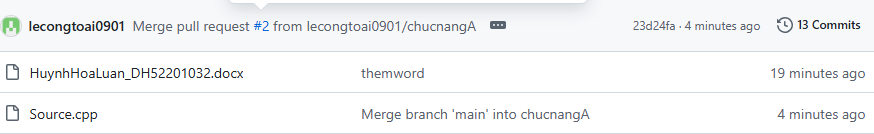 lecongtoai0901 Merge pull request #2 from lecongtoai0901/chucnangA 23d24fa · 4 minutes ago 13 Commits
HuynhHoaLuan_DH52201032.docx themword 19 minutes ago
Source.cpp Merge branch 'main' into chucnangA 4 minutes ago